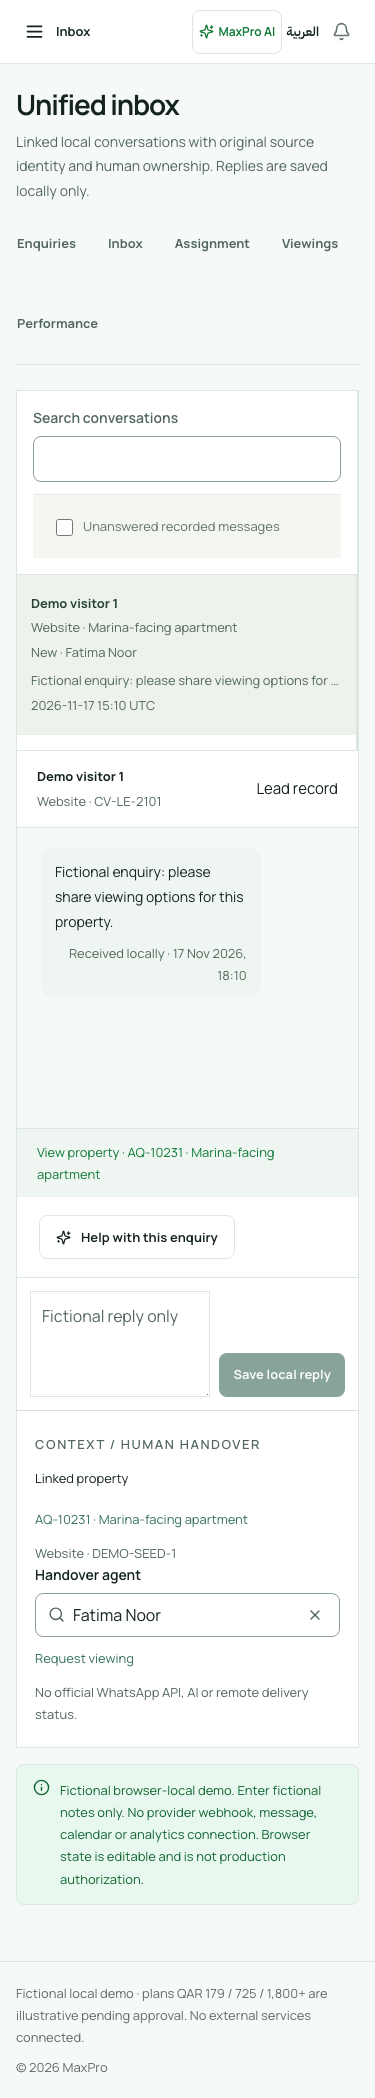 Inbox
MaxPro AI
العربية
Unified inbox
Linked local conversations with original source
identity and human ownership. Replies are saved
locally only.
Enquiries Inbox Assignment Viewings
Performance
Search conversations
Unanswered recorded messages
Demo visitor 1
Website · Marina-facing apartment
New · Fatima Noor
Fictional enquiry: please share viewing options for ...
2026-11-17 15:10 UTC
Demo visitor 1
Website · CV-LE-2101
Lead record
Fictional enquiry: please
share viewing options for this
property.
Received locally · 17 Nov 2026,
18:10
View property · AQ-10231 · Marina-facing
apartment
Help with this enquiry
Fictional reply only
Save local reply
CONTEXT / HUMAN HANDOVER
Linked property
AQ-10231 · Marina-facing apartment
Website · DEMO-SEED-1
Handover agent
Fatima Noor
Request viewing
No official WhatsApp API, AI or remote delivery
status.
Fictional browser-local demo. Enter fictional
notes only. No provider webhook, message,
calendar or analytics connection. Browser
state is editable and is not production
authorization.
Fictional local demo · plans QAR 179 / 725 / 1,800+ are
illustrative pending approval. No external services
connected.
© 2026 MaxPro